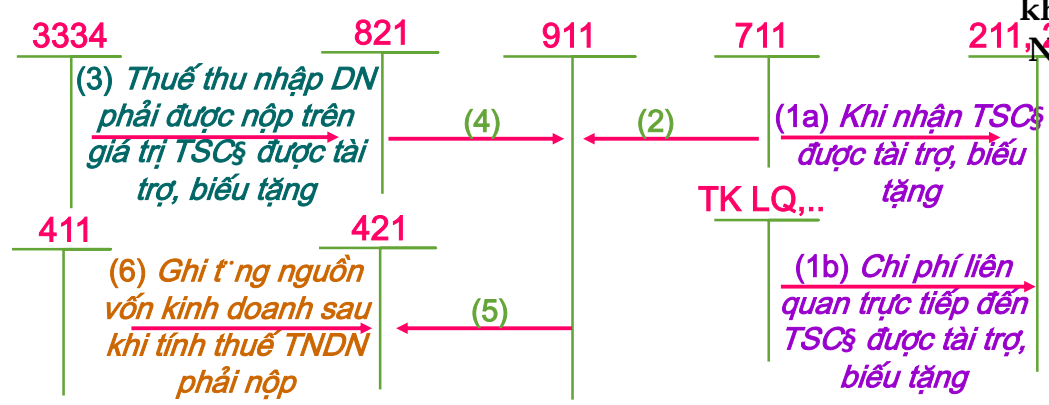 kh
3334
821
911
711
211, 2
N
(3) Thuế thu nhập DN
phải được nộp trên
giá trị TSC§ được tài
trợ, biếu tặng
(4)
(2)
(1a) Khi nhận TSC§
được tài trợ, biếu
tặng
TK LQ,..
411
421
(6) Ghi t¨ng nguồn
vốn kinh doanh sau
khi tính thuế TNDN
phải nộp
(5)
(1b) Chi phí liên
quan trực tiếp đến
TSC§ được tài trợ,
biếu tặng